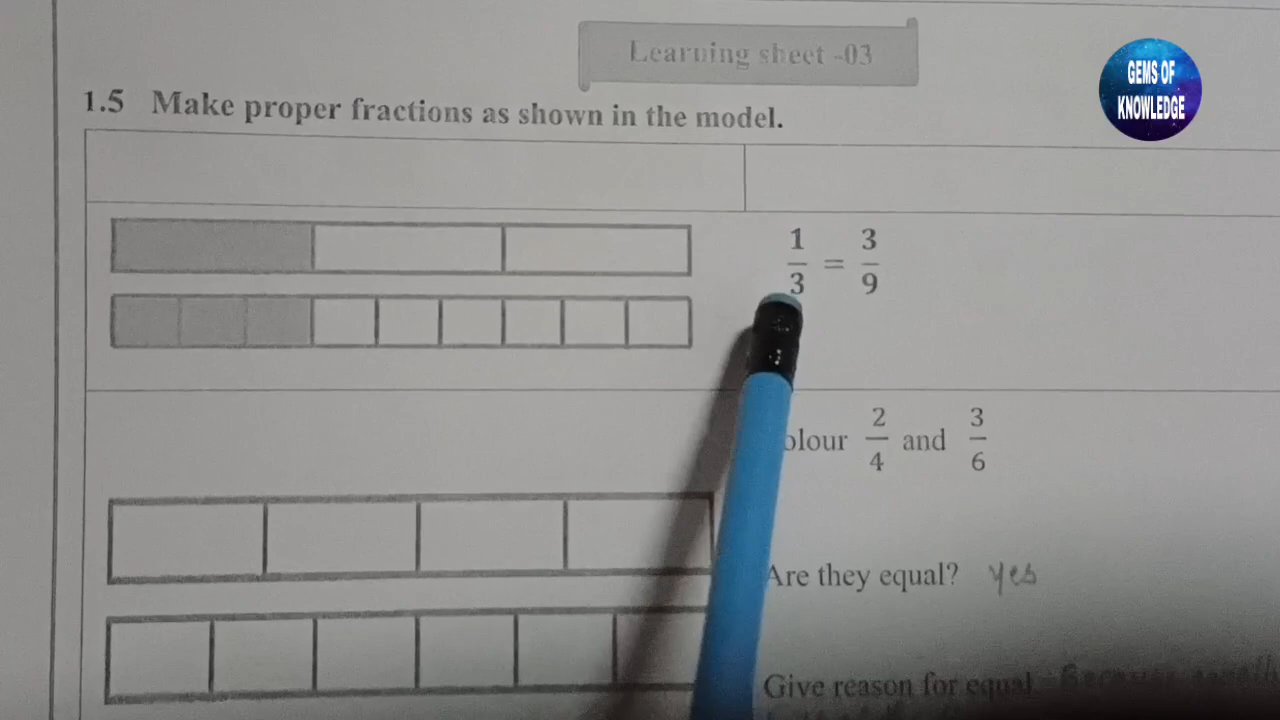 Learning sheet -03
GEMS OF
KNOWLEDGE
1.5 Make proper fractions as shown in the model.
1/3 = 3/9
olour 2/4 and 3/6
Are they equal? yes
Give reason for equal Because